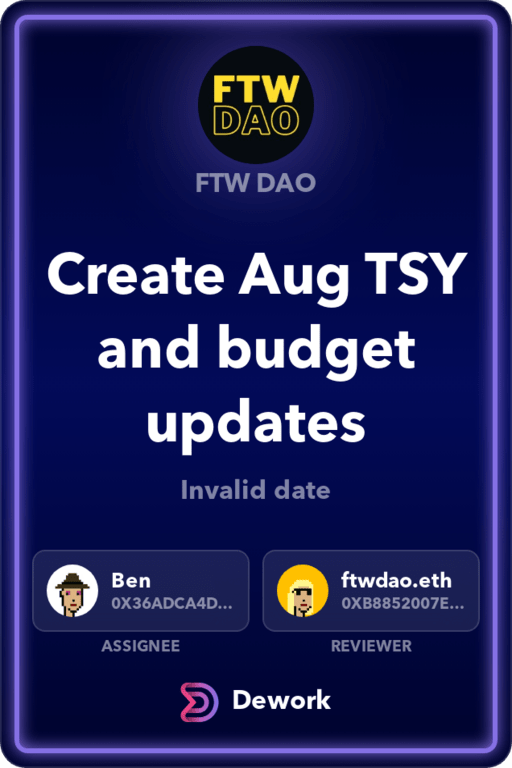 FTW
DAO
FTW DAO
Create Aug TSY
and budget
updates
Invalid date
Ben
0X36ADCA4D...
ftwdao.eth
0XB8852007E...
ASSIGNEE
REVIEWER
Dework